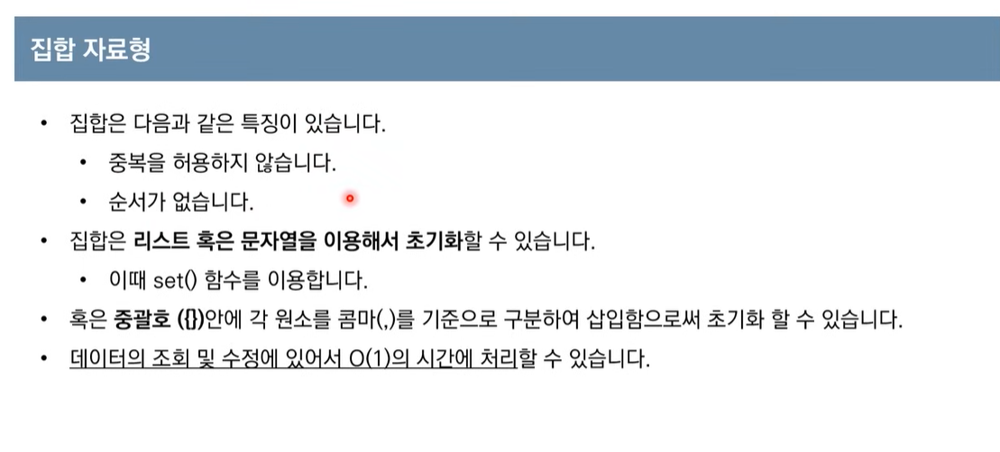 집합 자료형
• 집합은 다음과 같은 특징이 있습니다.
• 중복을 허용하지 않습니다.
• 순서가 없습니다.
• 집합은 리스트 혹은 문자열을 이용해서 초기화할 수 있습니다.
• 이때 set() 함수를 이용합니다.
• 혹은 중괄호 ({})안에 각 원소를 콤마(,)를 기준으로 구분하여 삽입함으로써 초기화 할 수 있습니다.
• 데이터의 조회 및 수정에 있어서 O(1)의 시간에 처리할 수 있습니다.